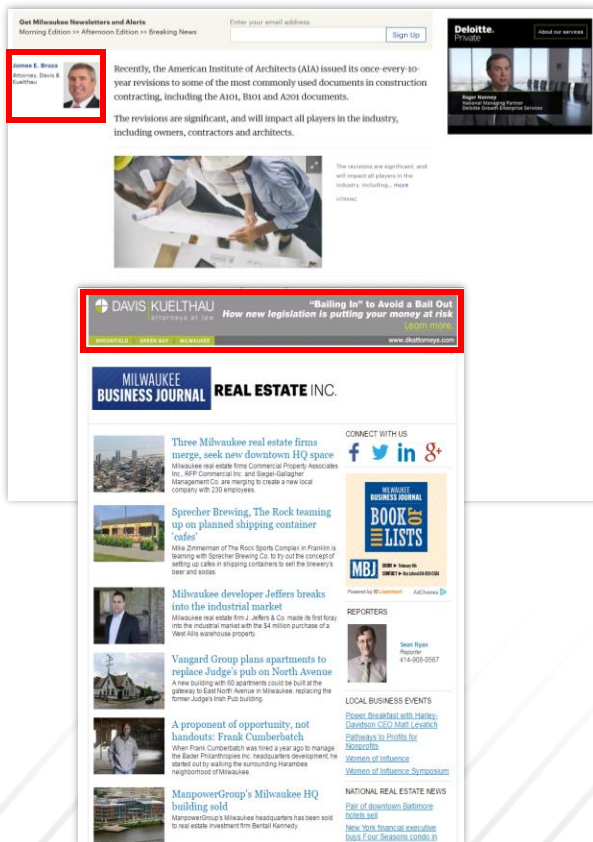 Get Milwaukee Newsletters and Alerts
Morning Edition >> Afternoon Edition >> Breaking News
Enter your email address
Sign Up
Deloitte.
Private
About our services
Roger Nanney
National Managing Partner
Deloitte Growth Enterprise Services
James E. Braza
Attorney, Davis &
Kuelthau
Recently, the American Institute of Architects (AIA) issued its once-every-10-
year revisions to some of the most commonly used documents in construction
contracting, including the A101, B101 and A201 documents.
The revisions are significant, and will impact all players in the industry,
including owners, contractors and architects.
The revisions are significant, and
will impact all players in the
industry, including... more
VITRANC
DAVIS KUELTHAU
attorneys at law
BROOKFIELD | GREEN BAY | MILWAUKEE
"Bailing In" to Avoid a Bail Out
How new legislation is putting your money at risk
Learn more.
www.dkattorneys.com
MILWAUKEE
BUSINESS JOURNAL
REAL ESTATE INC.
Three Milwaukee real estate firms
merge, seek new downtown HQ space
Milwaukee real estate firms Commercial Property Associates
Inc., RFP Commercial Inc. and Siegel-Gallagher
Management Co. are merging to create a new local
company with 230 employees.
Sprecher Brewing, The Rock teaming
up on planned shipping container
'cafes'
Mike Zimmerman of The Rock Sports Complex in Franklin is
teaming with Sprecher Brewing Co. to try out the concept of
setting up cafes in shipping containers to sell the brewery's
beer and sodas.
Milwaukee developer Jeffers breaks
into the industrial market
Milwaukee real estate firm J. Jeffers & Co. made its first foray
into the industrial market with the $4 million purchase of a
West Allis warehouse property.
Vangard Group plans apartments to
replace Judge's pub on North Avenue
A new building with 60 apartments could be built at the
gateway to East North Avenue in Milwaukee, replacing the
former Judge's Irish Pub building.
A proponent of opportunity, not
handouts: Frank Cumberbatch
When Frank Cumberbatch was hired a year ago to manage
the Bader Philanthropies Inc. headquarters development, he
started out by walking the surrounding Harambee
neighborhood of Milwaukee.
ManpowerGroup's Milwaukee HQ
building sold
ManpowerGroup's Milwaukee headquarters has been sold
to real estate investment firm Bentall Kennedy.
CONNECT WITH US
MILWAUKEE
BUSINESS JOURNAL
BOOK OF
LISTS
MBJ
Powered by
AdChoices
REPORTERS
Sean Ryan
Reporter
414-908-0567
LOCAL BUSINESS EVENTS
Power Breakfast with Harley-
Davidson CEO Matt Levatich
Pathways to Profits for
Nonprofits
Women of Influence
Women of Influence Symposium
NATIONAL REAL ESTATE NEWS
Pair of downtown Baltimore
hotels sell
New York financial executive
buys Four Seasons condo in